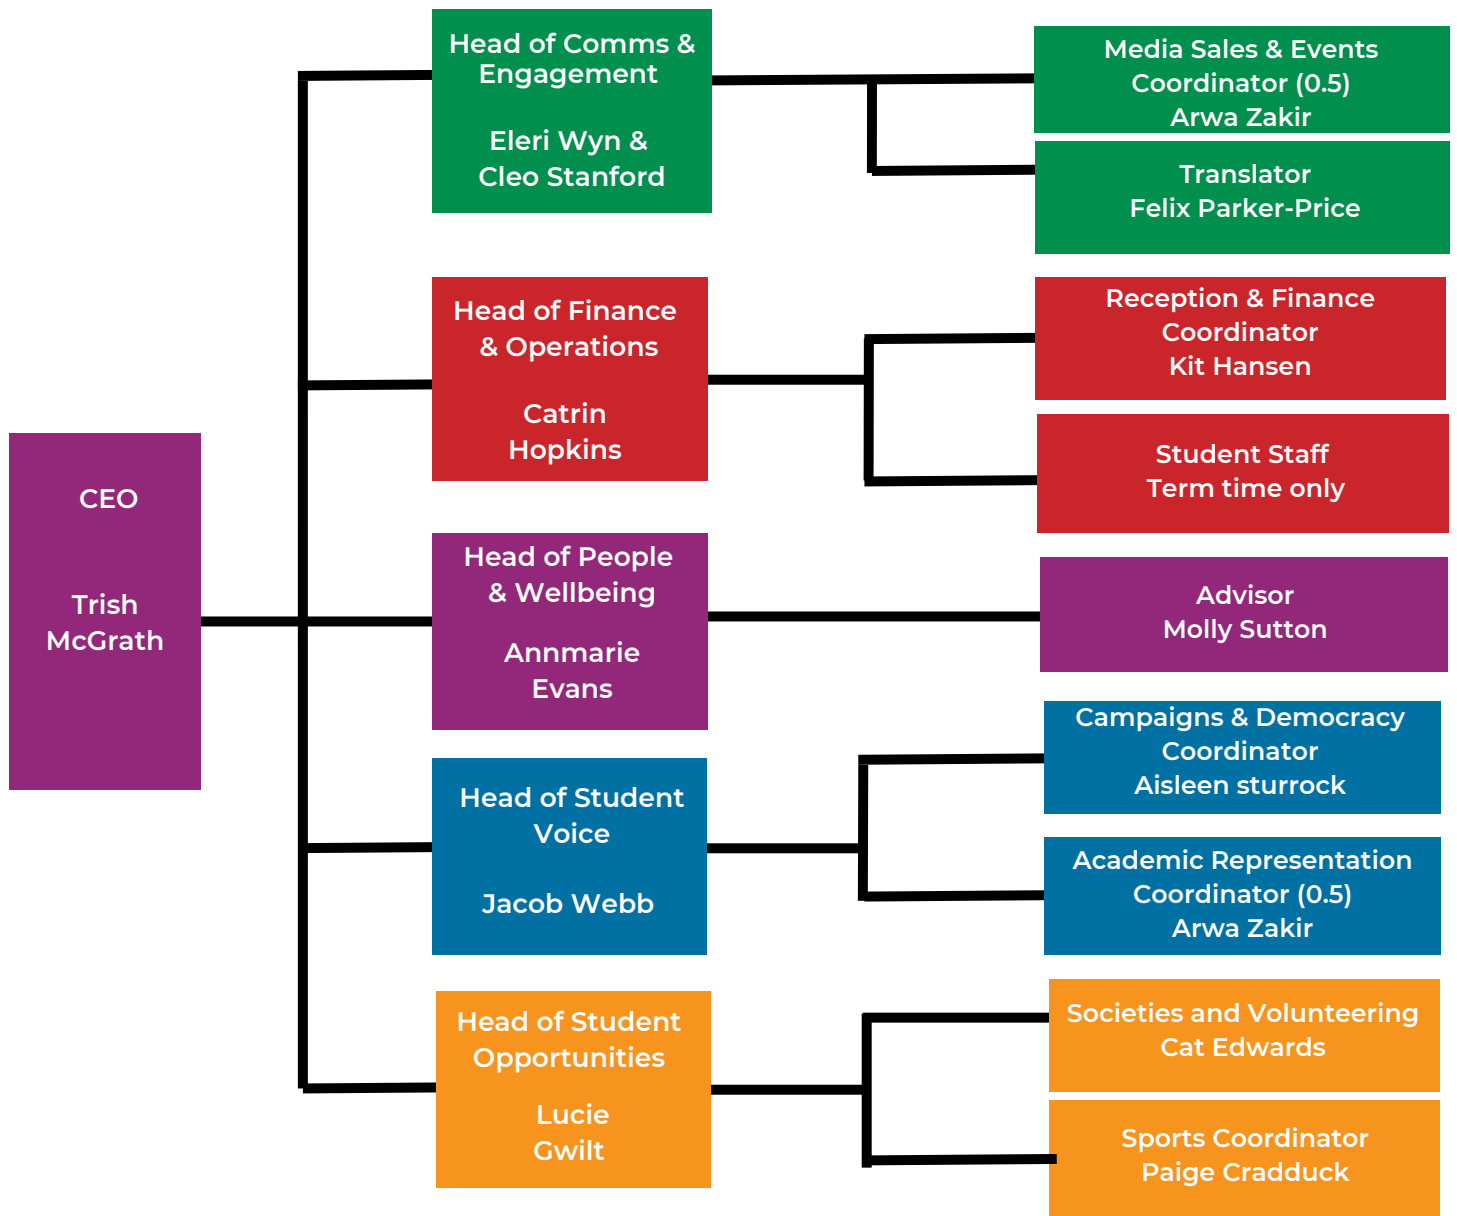 CEO
Trish
McGrath
Head of Comms &
Engagement
Eleri Wyn &
Cleo Stanford
Media Sales & Events
Coordinator (0.5)
Arwa Zakir
Translator
Felix Parker-Price
Head of Finance
& Operations
Catrin
Hopkins
Reception & Finance
Coordinator
Kit Hansen
Student Staff
Term time only
Head of People
& Wellbeing
Annmarie
Evans
Advisor
Molly Sutton
Head of Student
Voice
Jacob Webb
Campaigns & Democracy
Coordinator
Aisleen sturrock
Academic Representation
Coordinator (0.5)
Arwa Zakir
Head of Student
Opportunities
Lucie
Gwilt
Societies and Volunteering
Cat Edwards
Sports Coordinator
Paige Cradduck